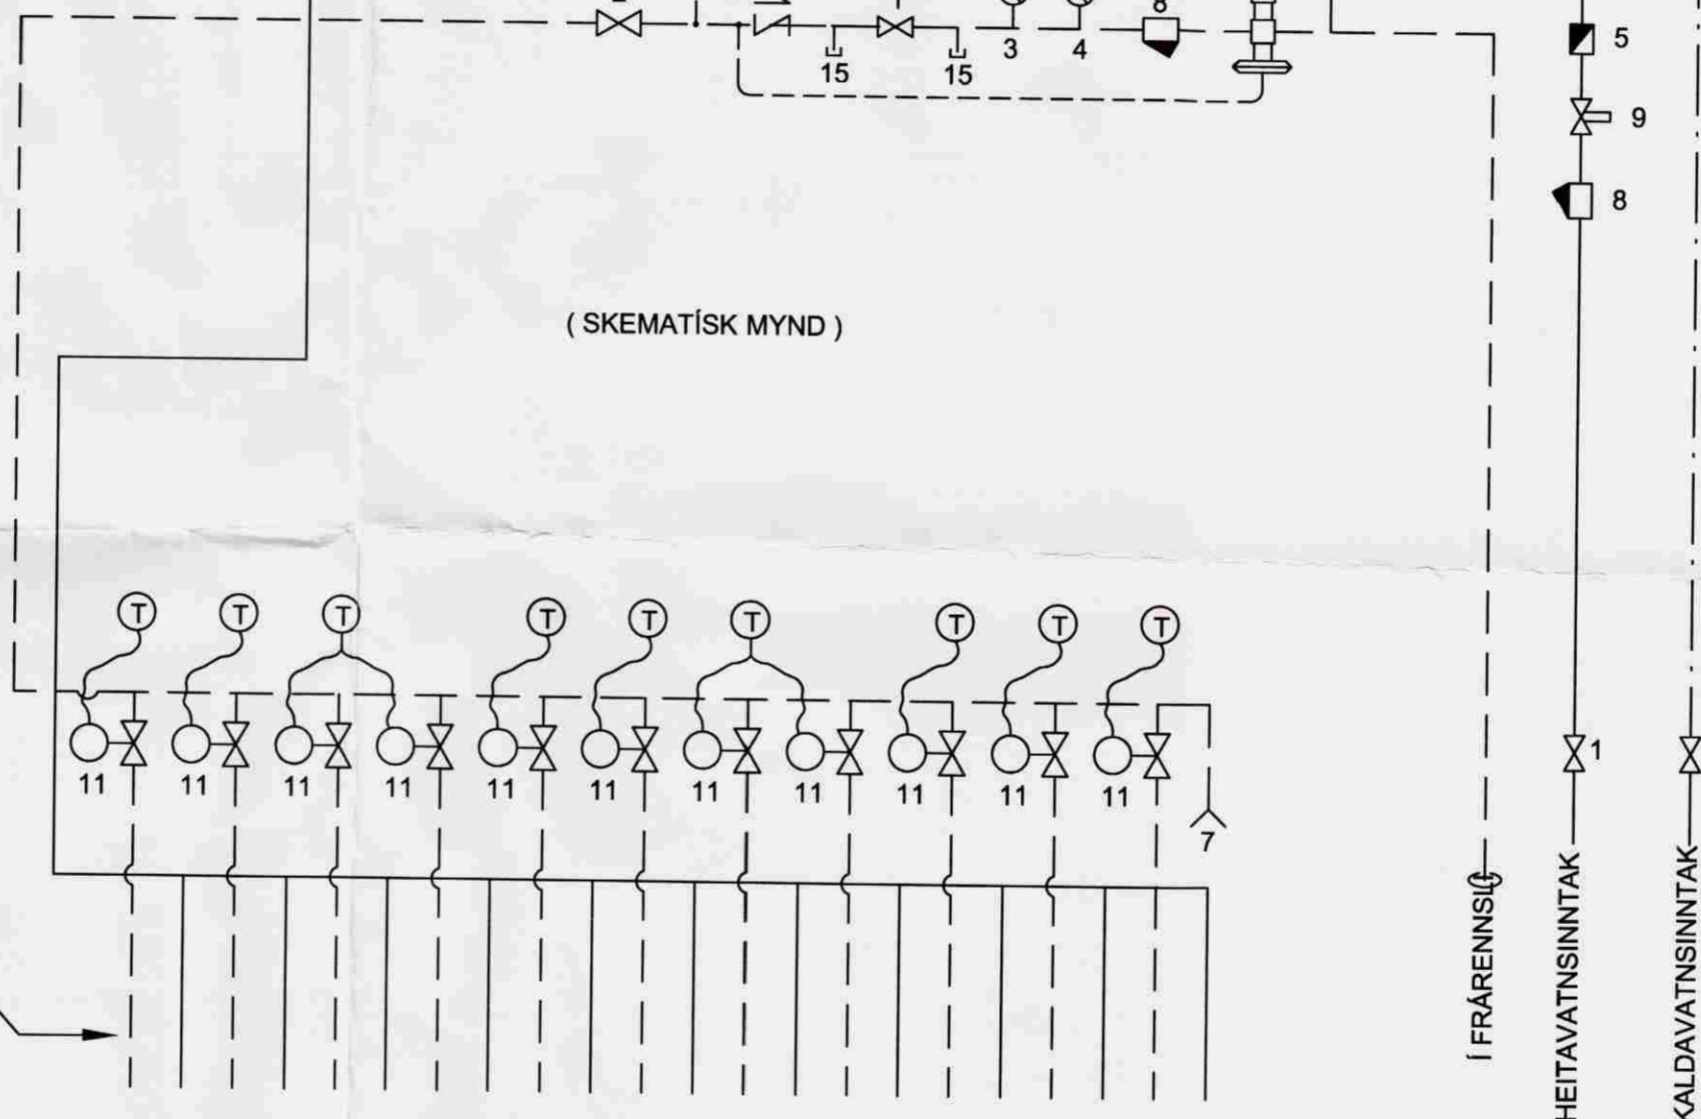 8
15
15
3
4
5
9
8
( SKEMATÍSK MYND )
T T T T T T T T T
11 11 11 11 11 11 11 11 11 11 11
1
7
Í FRÁRENNSLI
HEITAVATNSINNTAK
KALDAVATNSINNTAK